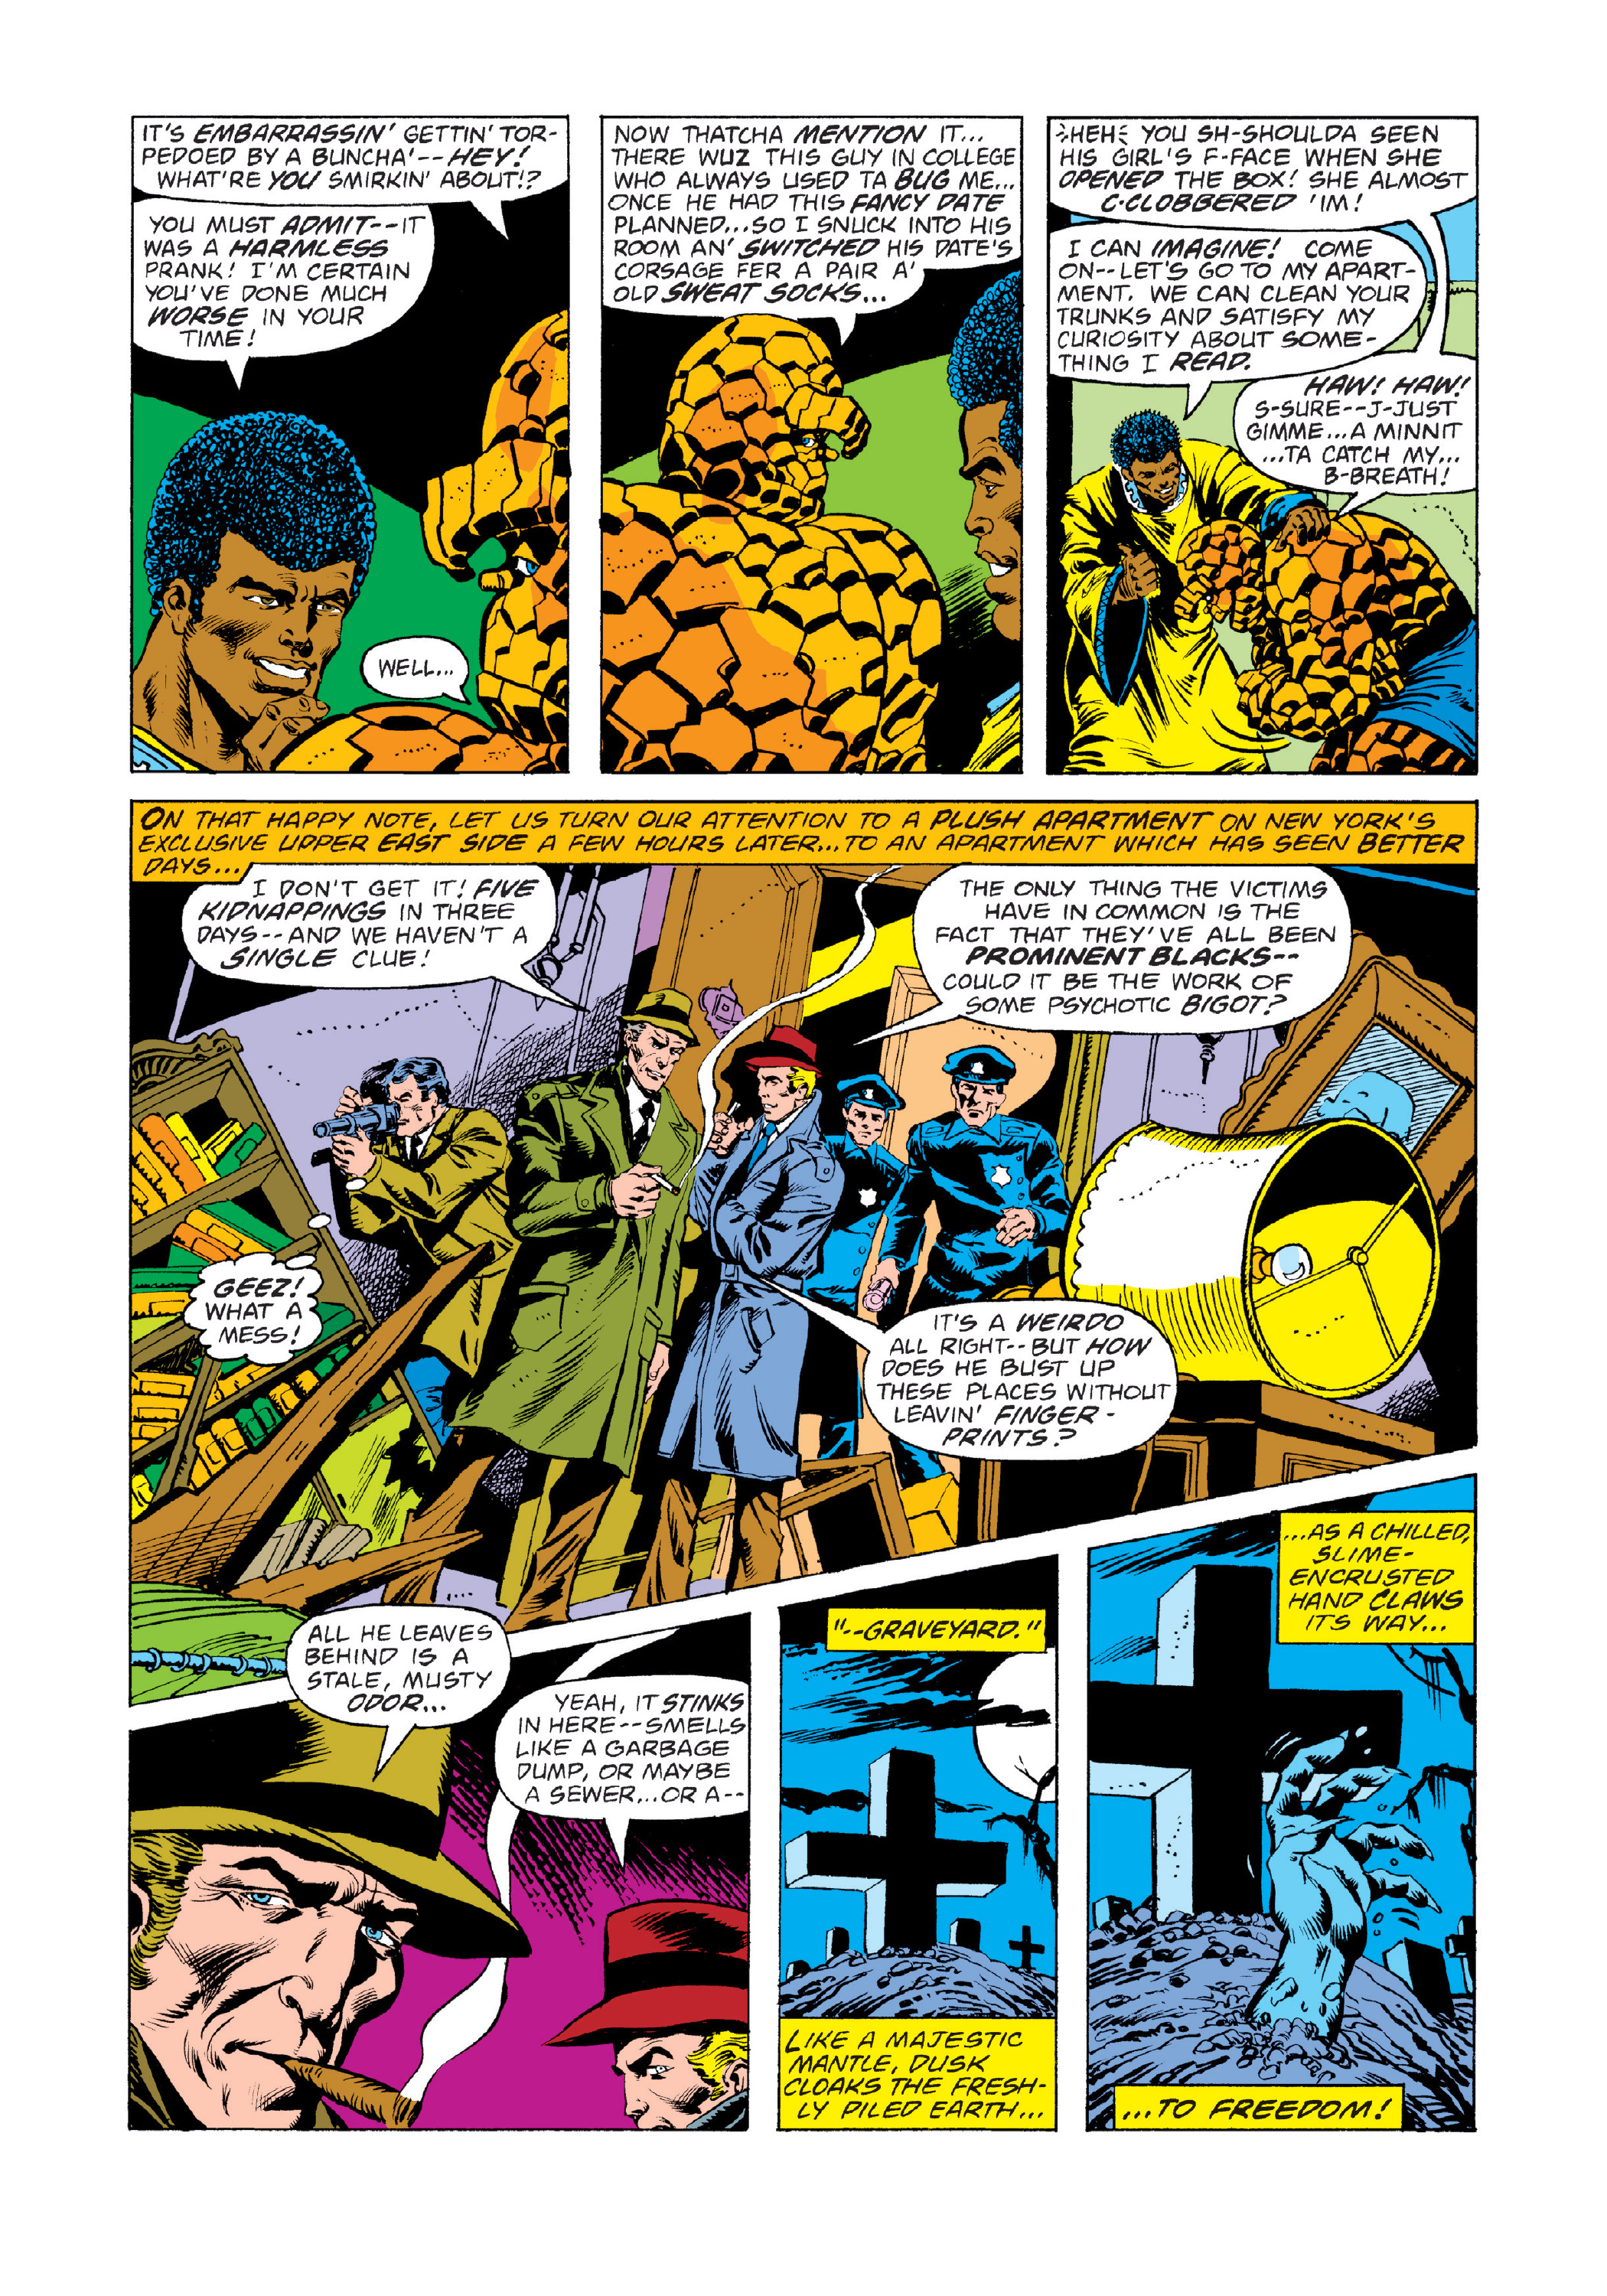 IT'S EMBARRASSIN' GETTIN' TOR-
PEDOED BY A BUNCHA'--HEY!
WHAT'RE YOU SMIRKIN' ABOUT!?
YOU MUST ADMIT--IT
WAS A HARMLESS
PRANK! I'M CERTAIN
YOU'VE DONE MUCH
WORSE IN YOUR
TIME!
WELL...
NOW THATCHA MENTION IT...
THERE WUZ THIS GUY IN COLLEGE
WHO ALWAYS USED TA BUG ME...
ONCE HE HAD THIS FANCY DATE
PLANNED...SO I SNUCK INTO HIS
ROOM AN' SWITCHED HIS DATE'S
CORSAGE FER A PAIR A'
OLD SWEAT SOCKS...
HEH YOU SH-SHOULDA SEEN
HIS GIRL'S F-FACE WHEN SHE
OPENED THE BOX! SHE ALMOST
C-CLOBBERED 'IM!
I CAN IMAGINE! COME
ON--LET'S GO TO MY APART-
MENT. WE CAN CLEAN YOUR
TRUNKS AND SATISFY MY
CURIOSITY ABOUT SOME-
THING I READ.
HAW! HAW!
S-SURE--J-JUST
GIMME...A MINNIT
...TA CATCH MY...
B-BREATH!
ON THAT HAPPY NOTE, LET US TURN OUR ATTENTION TO A PLUSH APARTMENT ON NEW YORK'S
EXCLUSIVE UPPER EAST SIDE A FEW HOURS LATER...TO AN APARTMENT WHICH HAS SEEN BETTER
DAYS...
I DON'T GET IT! FIVE
KIDNAPPINGS IN THREE
DAYS--AND WE HAVEN'T A
SINGLE CLUE!
THE ONLY THING THE VICTIMS
HAVE IN COMMON IS THE
FACT THAT THEY'VE ALL BEEN
PROMINENT BLACKS--
COULD IT BE THE WORK OF
SOME PSYCHOTIC BIGOT?
GEEZ!
WHAT A
MESS!
IT'S A WEIRDO
ALL RIGHT--BUT HOW
DOES HE BUST UP
THESE PLACES WITHOUT
LEAVIN' FINGER-
PRINTS?
ALL HE LEAVES
BEHIND IS A
STALE, MUSTY
ODOR...
YEAH, IT STINKS
IN HERE--SMELLS
LIKE A GARBAGE
DUMP, OR MAYBE
A SEWER...OR A--
"--GRAVEYARD."
LIKE A MAJESTIC
MANTLE, DUSK
CLOAKS THE FRESH-
LY PILED EARTH...
...AS A CHILLED,
SLIME-
ENCRUSTED
HAND CLAWS
IT'S WAY...
...TO FREEDOM!